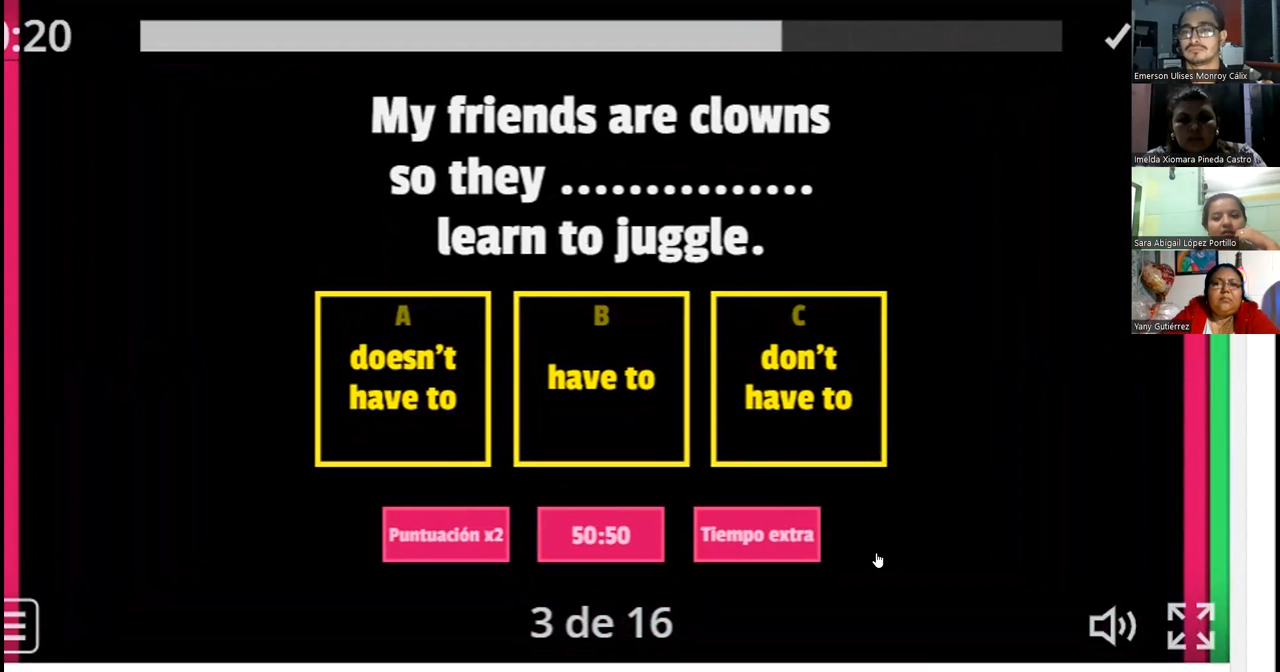 :20
My friends are clowns
so they ...............
learn to juggle.
A
doesn't
have to
B
have to
C
don't
have to
Puntuación x2
50:50
Tiempo extra
3 de 16
Emerson Ulises Monroy Cálix
Imelda Xiomara Pineda Castro
Sara Abigail López Portillo
Yany Gutiérrez